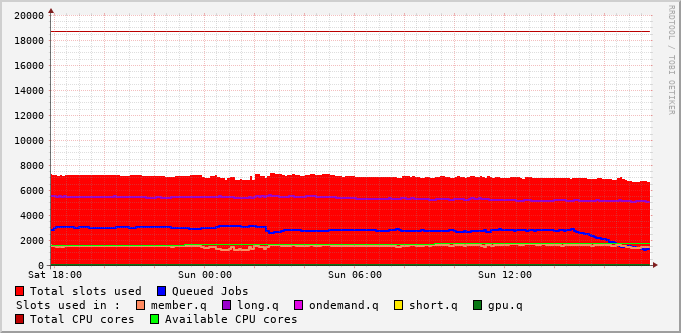 20000
18000
16000
14000
12000
10000
8000
6000
4000
2000
0
Sat 18:00 Sun 00:00 Sun 06:00 Sun 12:00
Total slots used Queued Jobs
Slots used in : member.q long.q ondemand.q short.q gpu.q
Total CPU cores Available CPU cores
RRDTOOL / TOBI OETIKER